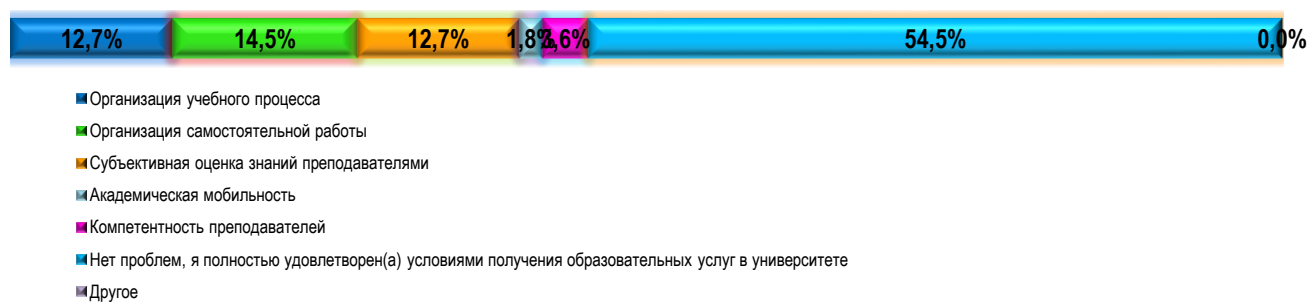 12,7% 14,5% 12,7% 1,8% 3,6% 54,5% 0,0%
Организация учебного процесса
Организация самостоятельной работы
Субъективная оценка знаний преподавателями
Академическая мобильность
Компетентность преподавателей
Нет проблем, я полностью удовлетворен(а) условиями получения образовательных услуг в университете
Другое